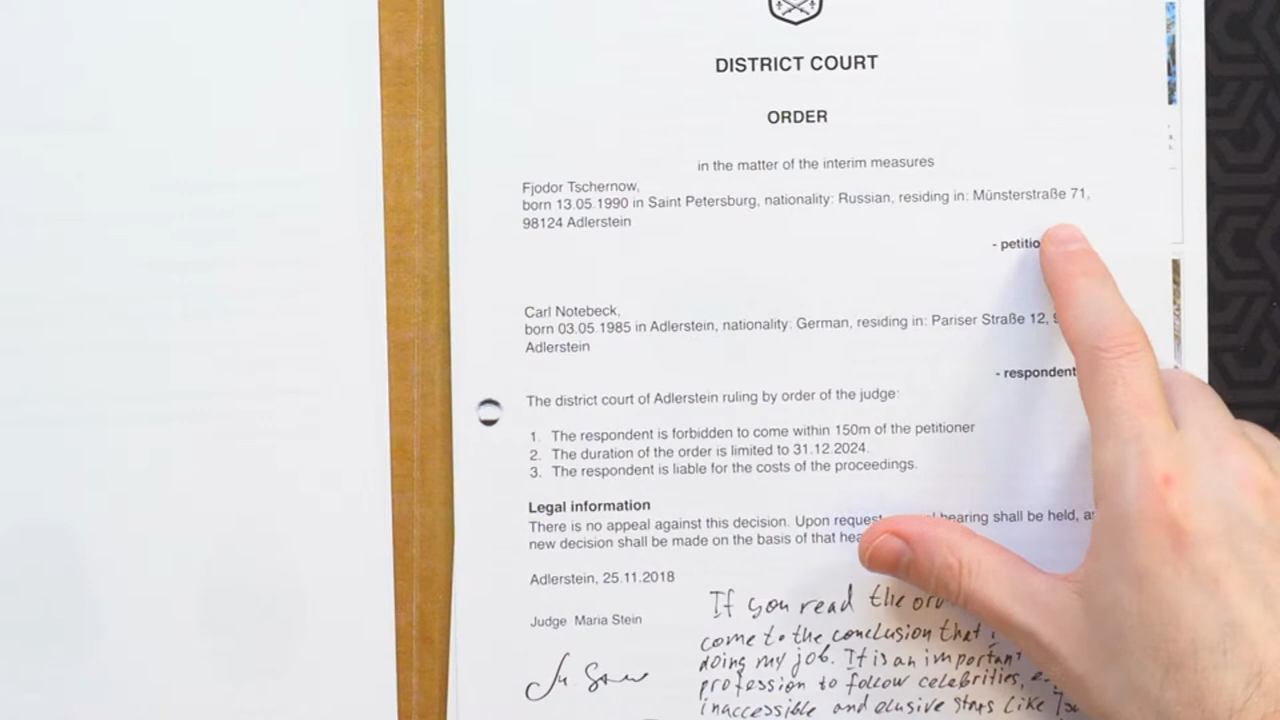 DISTRICT COURT
ORDER
in the matter of the interim measures
Fjodor Tschernow,
born 13.05.1990 in Saint Petersburg, nationality: Russian, residing in: Münsterstraße 71,
98124 Adlerstein
- petitio
Carl Notebeck,
born 03.05.1985 in Adlerstein, nationality: German, residing in: Pariser Straße 12,
Adlerstein
- respondent
The district court of Adlerstein ruling by order of the judge:
1. The respondent is forbidden to come within 150m of the petitioner
2. The duration of the order is limited to 31.12.2024.
3. The respondent is liable for the costs of the proceedings.
Legal information
There is no appeal against this decision. Upon request hearing shall be held,
new decision shall be made on the basis of that
Adlerstein, 25.11.2018
If you read the
Judge Maria Stein
come to the conclusion that
doing my job. It is an important
profession to follow celebrities,
inaccessible and elusive stars like